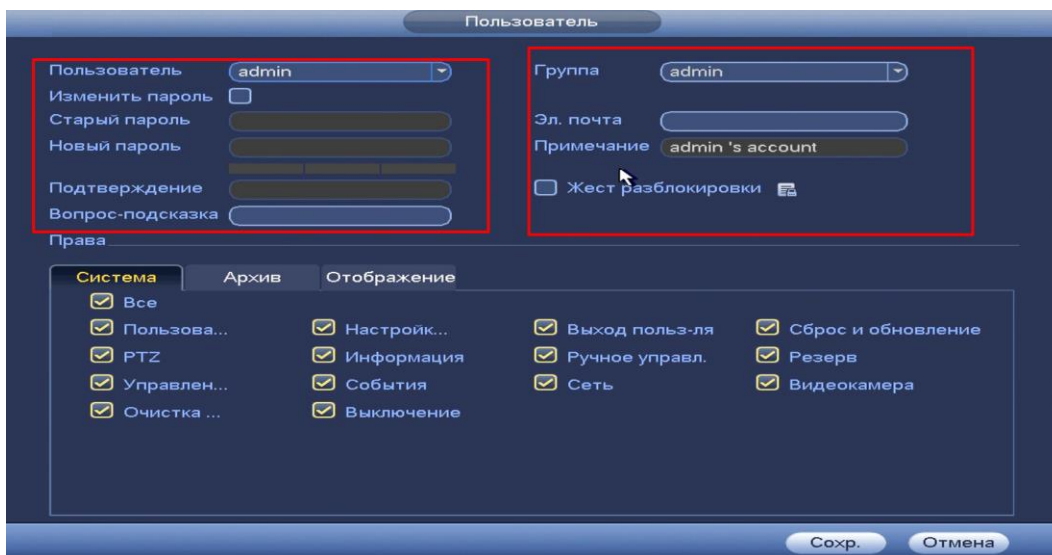 Пользователь
Пользователь admin
Изменить пароль
Старый пароль
Новый пароль
Подтверждение
Вопрос-подсказка
Группа admin
Эл. почта
Примечание admin 's account
Жест разблокировки
Права
Система Архив Отображение
Все
Пользова... Настройк... Выход польз-ля Сброс и обновление
PTZ Информация Ручное управл. Резерв
Управлен... События Сеть Видеокамера
Очистка ... Выключение
Сохр. Отмена